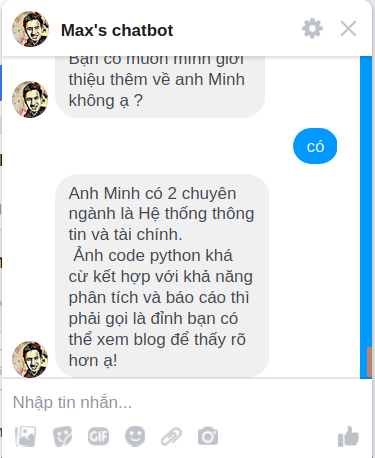 Max's chatbot
Bạn có muốn mình giới
thiệu thêm về anh Minh
không ạ ?
có
Anh Minh có 2 chuyên
ngành là Hệ thống thông
tin và tài chính.
Ảnh code python khá
cừ kết hợp với khả năng
phân tích và báo cáo thì
phải gọi là đỉnh bạn có
thể xem blog để thấy rõ
hơn ạ!
Nhập tin nhắn...
GIF